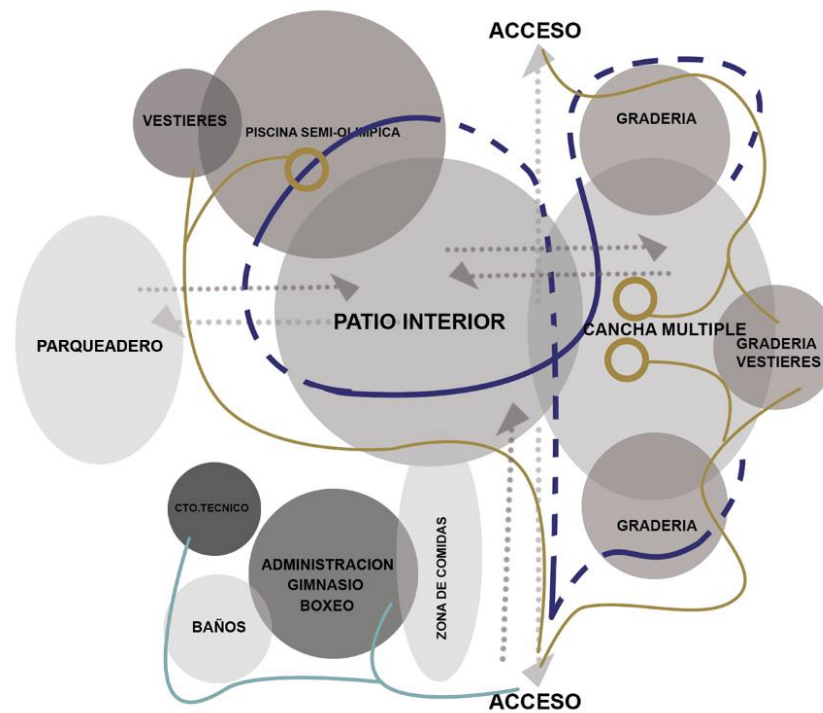 ACCESO
VESTIERES
PISCINA SEMI-OLIMPICA
GRADERIA
PARQUEADERO
PATIO INTERIOR
CANCHA MULTIPLE
GRADERIA
VESTIERES
CTO.TECNICO
ADMINISTRACION
GIMNASIO
BOXEO
ZONA DE COMIDAS
GRADERIA
BAÑOS
ACCESO